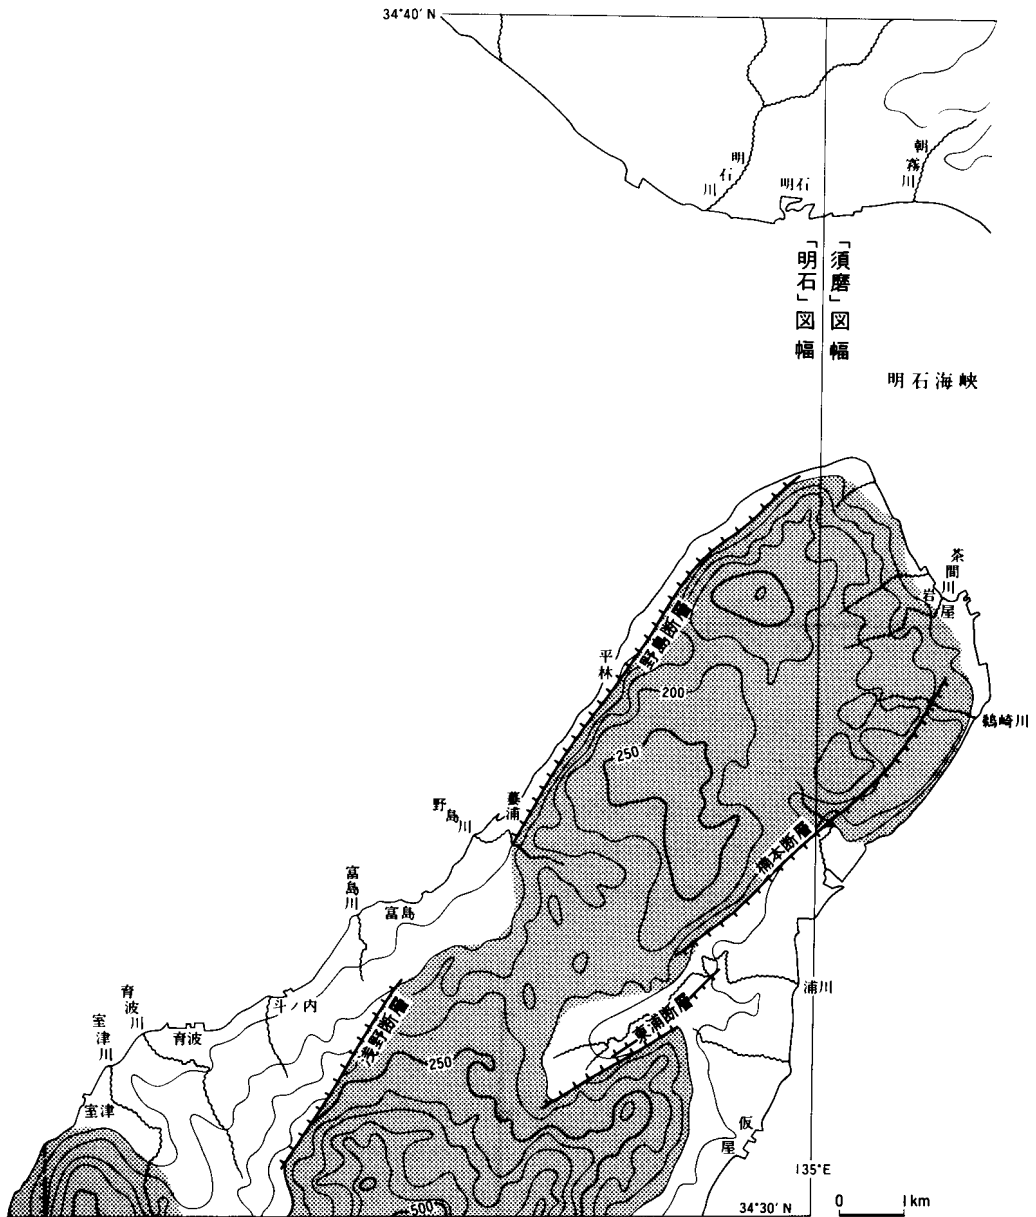 34°40′ N
明石川
明石
朝霧川
「明石」図幅
「須磨」図幅
明石海峡
茶間川
岩屋
野島断層
平林
200
鵜崎川
250
野島川
蟇浦
楠本断層
富島川
富島
育波川
斗ノ内
浅野断層
東浦断層
浦川
室津川
育波
250
室津
仮屋
135°E
500
34°30′ N
0 1 km